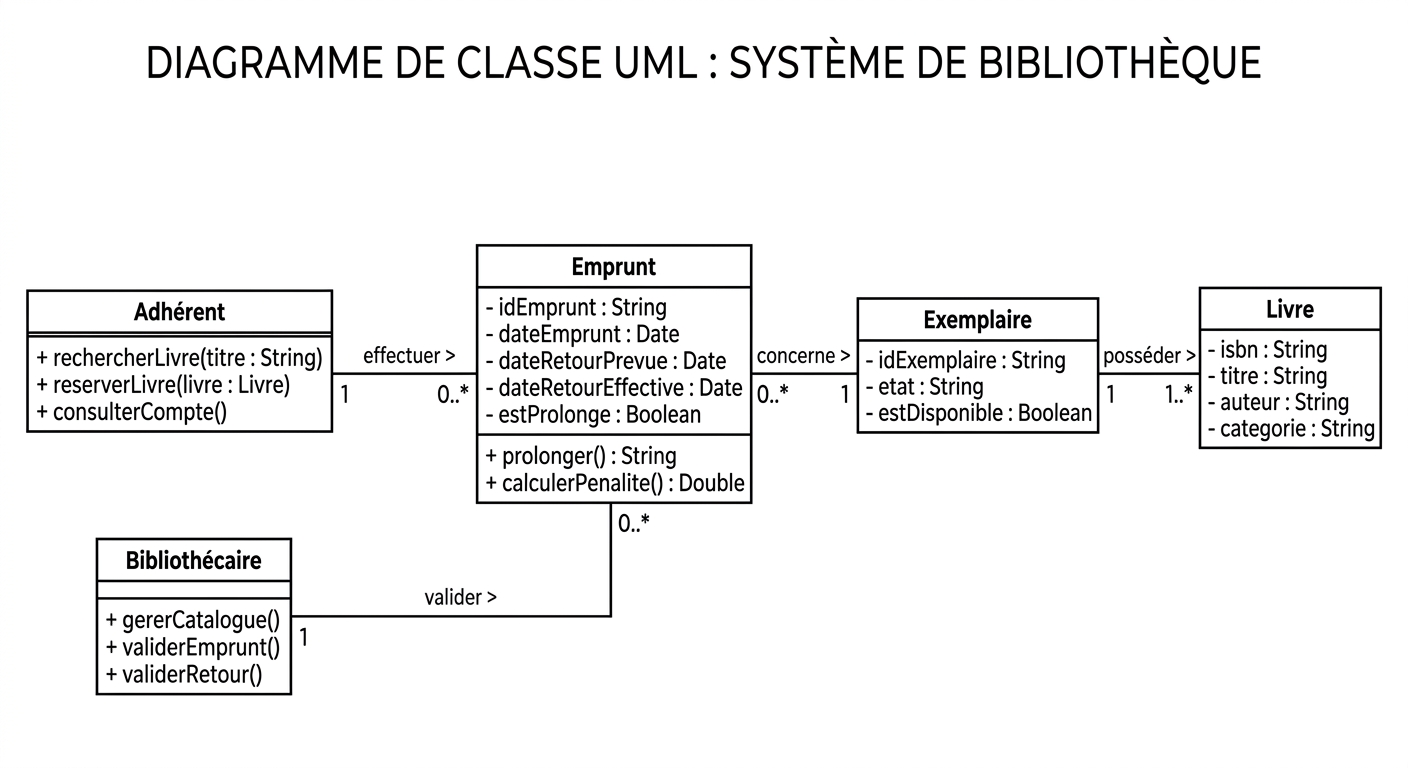 DIAGRAMME DE CLASSE UML : SYSTÈME DE BIBLIOTHÈQUE
Adhérent
+ rechercherLivre(titre : String)
+ reserverLivre(livre : Livre)
+ consulterCompte()
effectuer >
1
0..*
Emprunt
- idEmprunt : String
- dateEmprunt : Date
- dateRetourPrevue : Date
- dateRetourEffective : Date
- estProlonge : Boolean
+ prolonger() : String
+ calculerPenalite() : Double
concerne >
0..*
1
Exemplaire
- idExemplaire : String
- etat : String
- estDisponible : Boolean
posséder >
1
1..*
Livre
- isbn : String
- titre : String
- auteur : String
- categorie : String
0..*
valider >
1
Bibliothécaire
+ gererCatalogue()
+ validerEmprunt()
+ validerRetour()